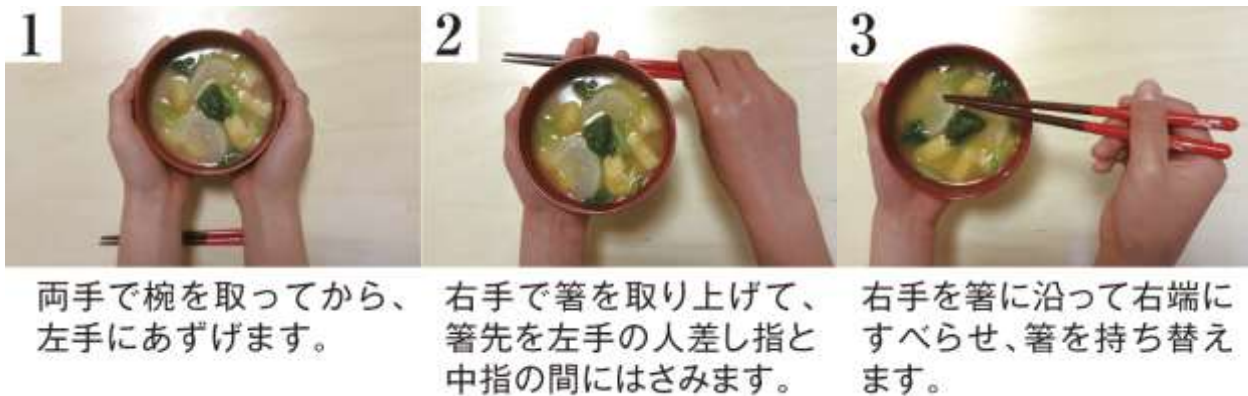 1
両手で椀を取ってから、
左手にあずげます。
2
右手で箸を取り上げて、
箸先を左手の人差し指と
中指の間にはさみます。
3
右手を箸に沿って右端に
すべらせ、箸を持ち替え
ます。